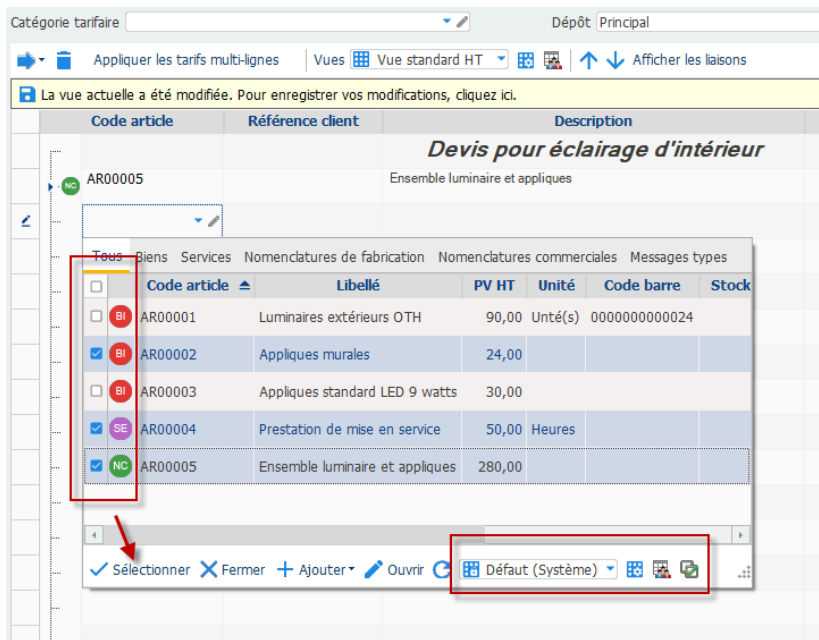 Catégorie tarifaire Dépôt Principal
Appliquer les tarifs multi-lignes Vues Vue standard HT Afficher les liaisons
La vue actuelle a été modifiée. Pour enregistrer vos modifications, cliquez ici.
Code article Référence client Description
Devis pour éclairage d'intérieur
NC AR00005 Ensemble luminaire et appliques
Tous Biens Services Nomenclatures de fabrication Nomenclatures commerciales Messages types
Code article Libellé PV HT Unité Code barre Stock
BI AR00001 Luminaires extérieurs OTH 90,00 Unté(s) 0000000000024
BI AR00002 Appliques murales 24,00
BI AR00003 Appliques standard LED 9 watts 30,00
SE AR00004 Prestation de mise en service 50,00 Heures
NC AR00005 Ensemble luminaire et appliques 280,00
Sélectionner Fermer Ajouter Ouvrir Défaut (Système)